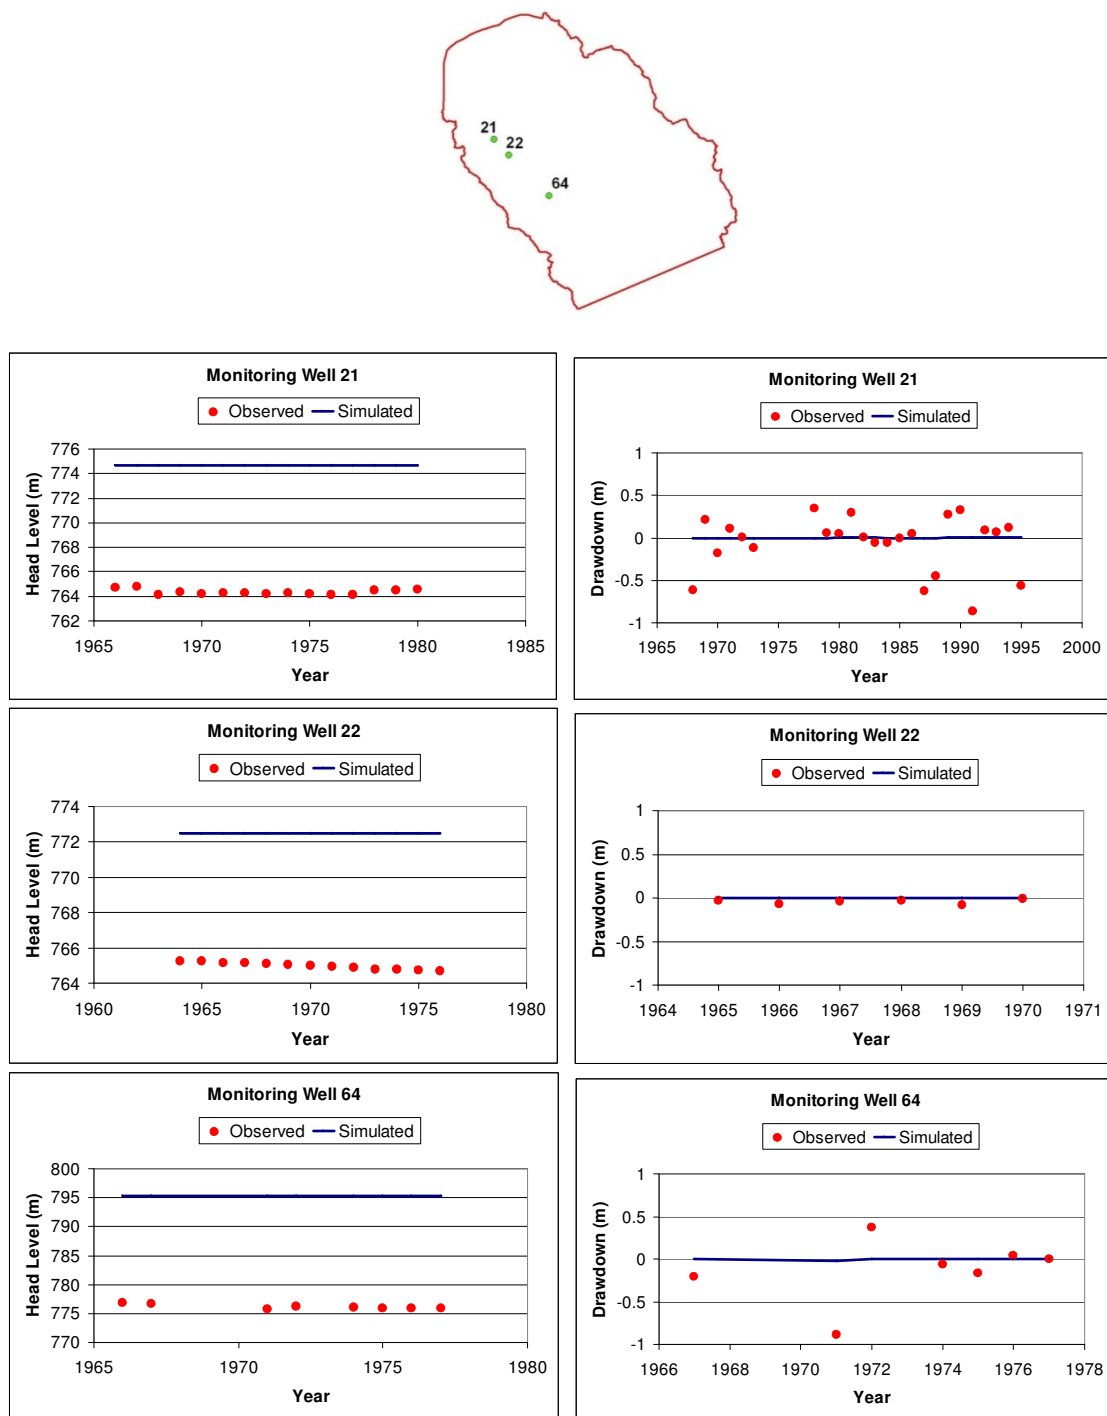 21
22
64
Monitoring Well 21
Observed Simulated
776
774
772
770
768
766
764
762
1965 1970 1975 1980 1985
Head Level (m)
Year
Monitoring Well 21
Observed Simulated
1
0.5
0
-0.5
-1
1965 1970 1975 1980 1985 1990 1995 2000
Drawdown (m)
Year
Monitoring Well 22
Observed Simulated
774
772
770
768
766
764
1960 1965 1970 1975 1980
Head Level (m)
Year
Monitoring Well 22
Observed Simulated
1
0.5
0
-0.5
-1
1964 1965 1966 1967 1968 1969 1970 1971
Drawdown (m)
Year
Monitoring Well 64
Observed Simulated
800
795
790
785
780
775
770
1965 1970 1975 1980
Head Level (m)
Year
Monitoring Well 64
Observed Simulated
1
0.5
0
-0.5
-1
1966 1968 1970 1972 1974 1976 1978
Drawdown (m)
Year